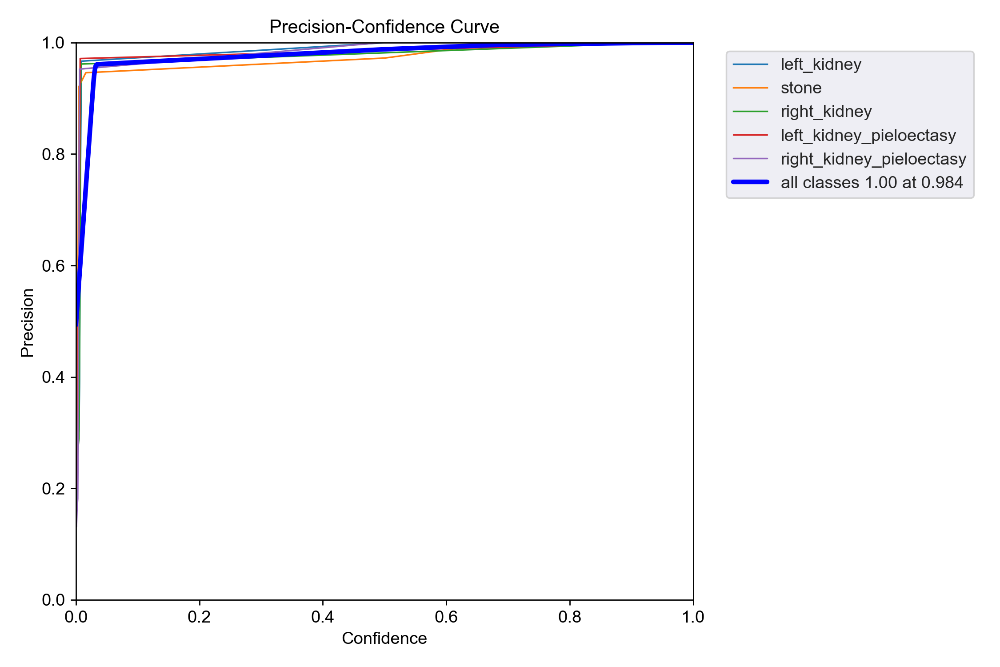 Precision-Confidence Curve
1.0
0.8
0.6
0.4
0.2
0.0
Precision
0.0 0.2 0.4 0.6 0.8 1.0
Confidence
left_kidney
stone
right_kidney
left_kidney_pieloectasy
right_kidney_pieloectasy
all classes 1.00 at 0.984